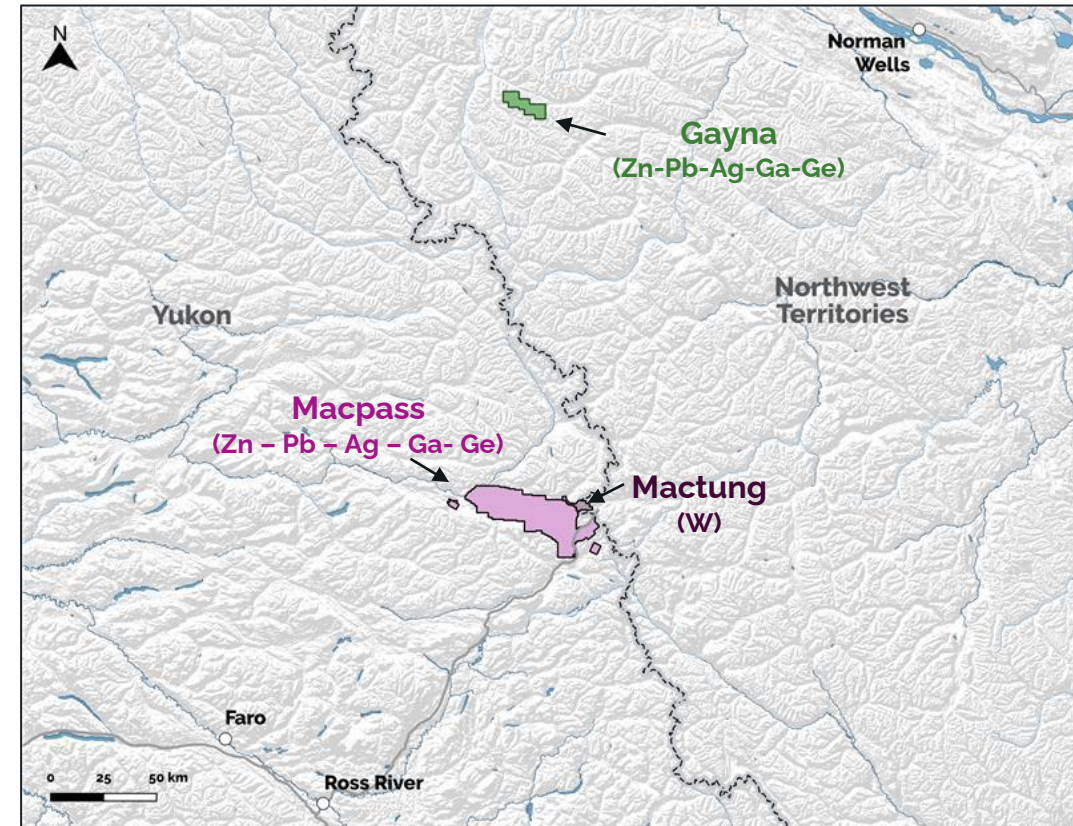 N
Norman
Wells
Gayna
(Zn-Pb-Ag-Ga-Ge)
Northwest
Territories
Yukon
Macpass
(Zn – Pb – Ag – Ga- Ge)
Mactung
(W)
Faro
0 25 50 km
Ross River